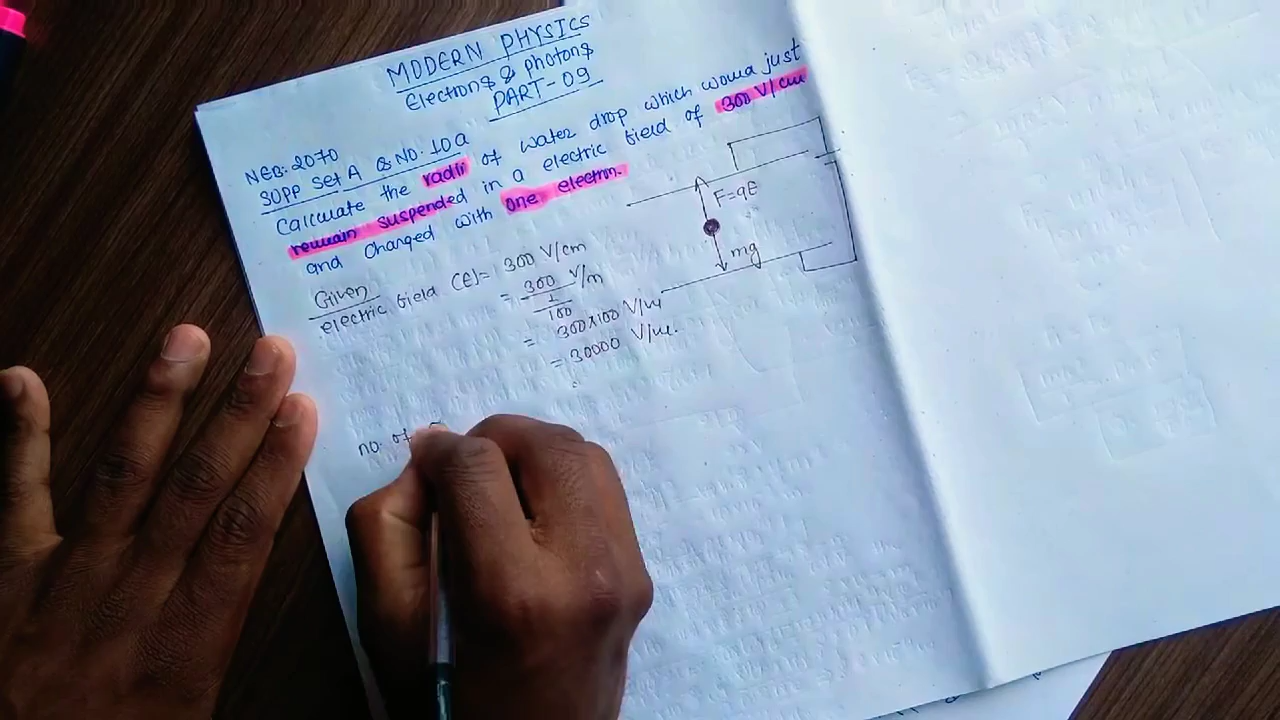 MODERN PHYSICS
Electrons & photons
PART-09
NEB: 2070
SUPP Set A Q.NO. 10a
Calculate the radii of water drop which would just
remain suspended in a electric field of 300 V/cm
and charged with one electron.
F=qE
mg
Given
electric field (E)= 300 V/cm
= 300 V/m
1
100
= 300x100 V/m
= 30000 V/m.
no. of